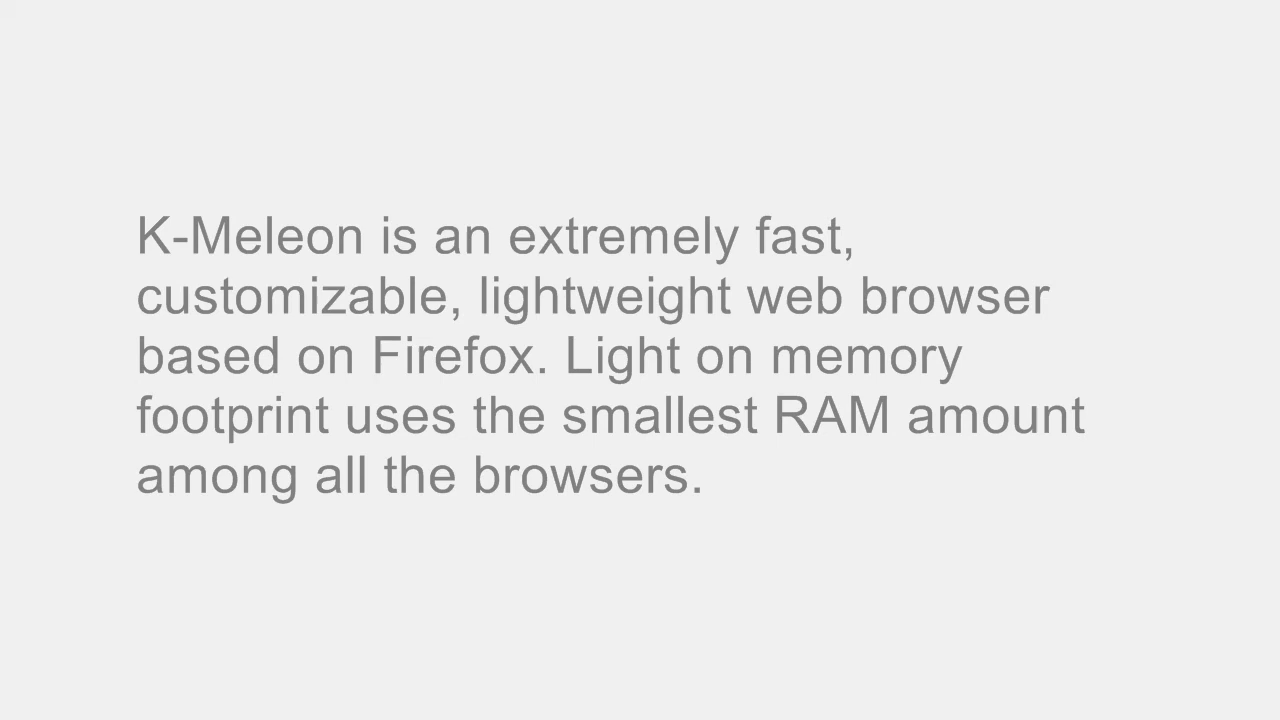 K-Meleon is an extremely fast,
customizable, lightweight web browser
based on Firefox. Light on memory
footprint uses the smallest RAM amount
among all the browsers.